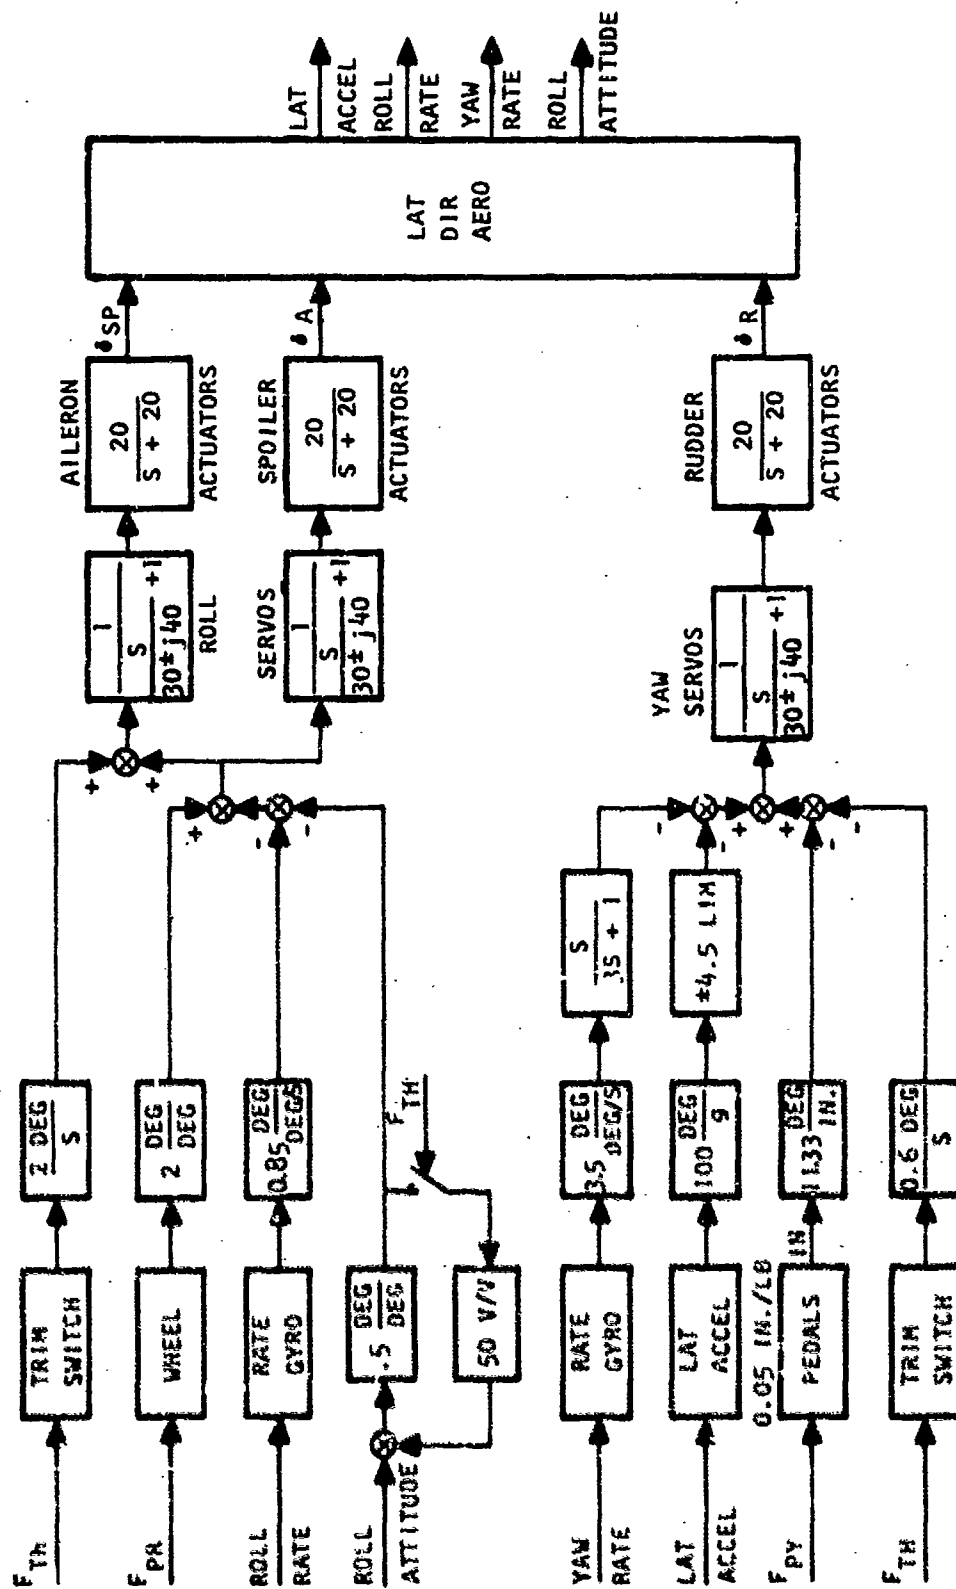 F_Th
TRIM
SWITCH
2 DEG
S
F_PR
WHEEL
2 DEG
DEG
ROLL
RATE
RATE
GYRO
0.85 DEG
DEGS
ROLL
ATTITUDE
.5 DEG
DEG
50 V/V
F_TH
+
+
+
-
-
1
S
30± j40
+1
ROLL
SERVOS
1
S
30± j40
+1
AILERON
20
S + 20
ACTUATORS
SPOILER
20
S + 20
ACTUATORS
δ_SP
δ_A
YAW
RATE
RATE
GYRO
3.5 DEG
DEG/S
S
3S + 1
LAT
ACCEL
LAT
ACCEL
100 DEG
g
±4.5 LIM
F_PY
0.05 IN./LB
PEDALS
IN
11.33 DEG
IN.
F_TH
TRIM
SWITCH
0.6 DEG
S
-
-
+
+
-
-
YAW
SERVOS
1
S
30± j40
+1
RUDDER
20
S + 20
ACTUATORS
δ_R
LAT
DIR
AERO
LAT
ACCEL
ROLL
RATE
YAW
RATE
ROLL
ATTITUDE